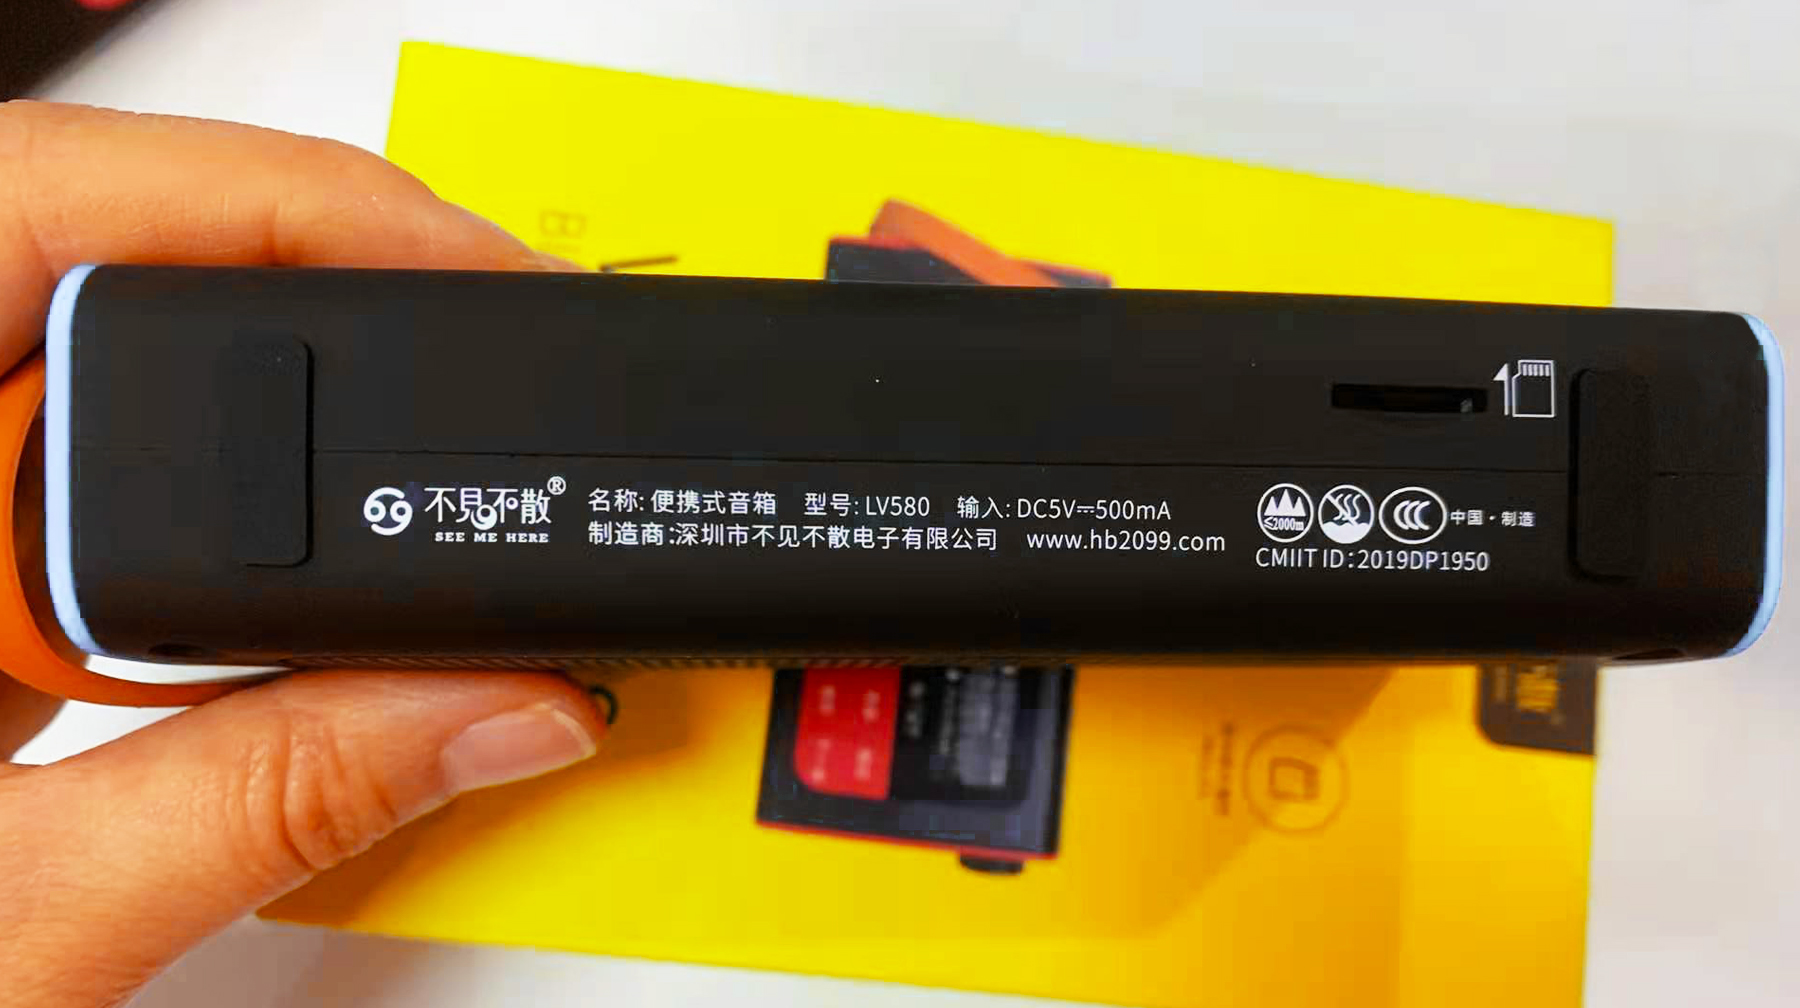 不见不散®
SEE ME HERE
名称: 便携式音箱 型号: LV580 输入: DC5V⎓500mA
制造商:深圳市不见不散电子有限公司 www.hb2099.com
≤2000m
中国·制造
CMIIT ID:2019DP1950